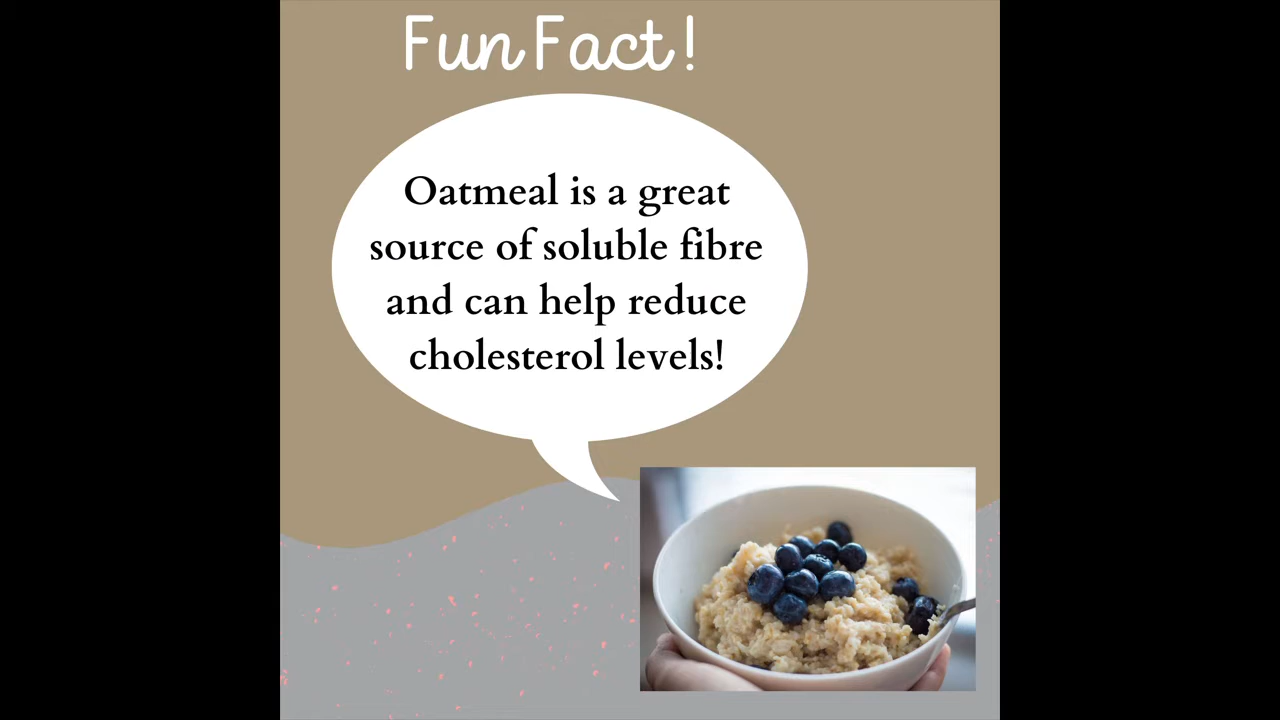 Fun Fact!
Oatmeal is a great
source of soluble fibre
and can help reduce
cholesterol levels!